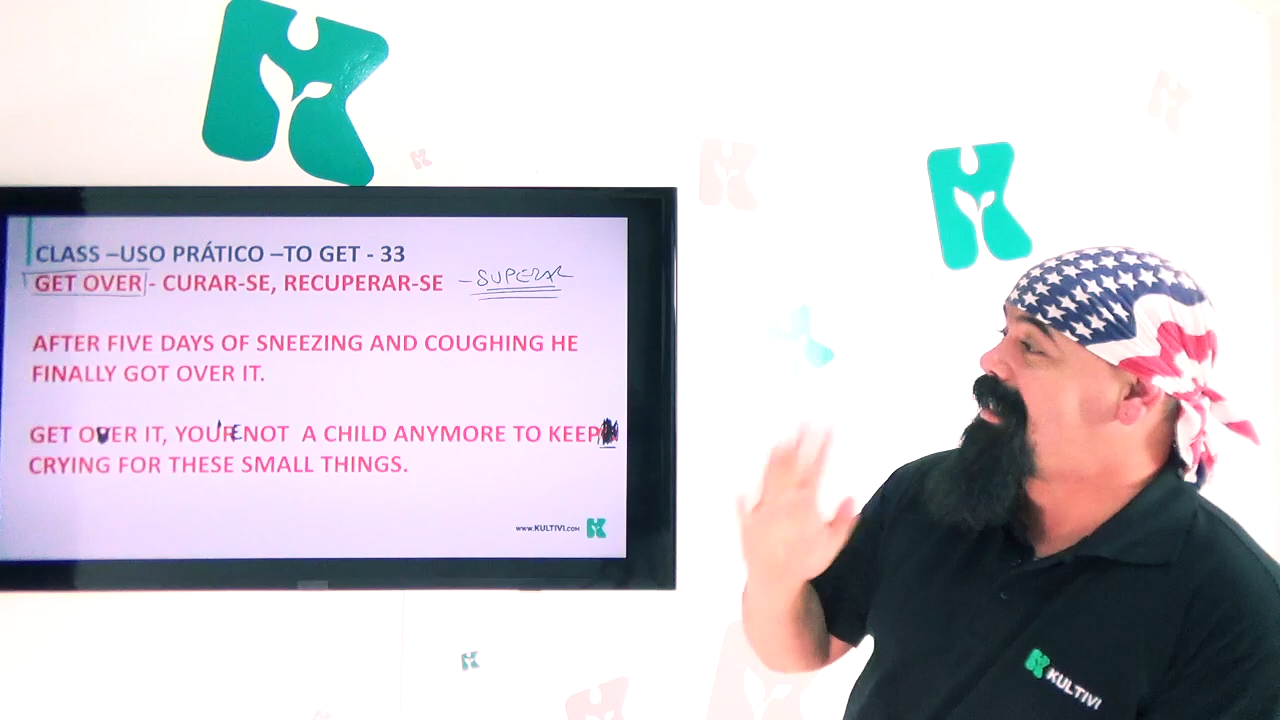 CLASS –USO PRÁTICO –TO GET - 33
GET OVER - CURAR-SE, RECUPERAR-SE - SUPERAR
AFTER FIVE DAYS OF SNEEZING AND COUGHING HE
FINALLY GOT OVER IT.
GET OVER IT, YOU'RE NOT A CHILD ANYMORE TO KEEP
CRYING FOR THESE SMALL THINGS.
WWW.KULTIVI.COM
KULTIVI